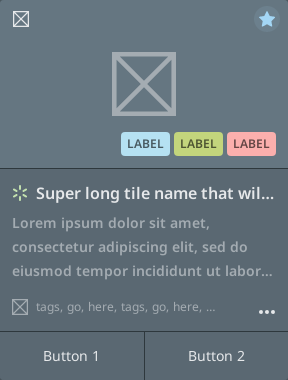 LABEL LABEL LABEL
Super long tile name that wil...
Lorem ipsum dolor sit amet,
consectetur adipiscing elit, sed do
eiusmod tempor incididunt ut labor...
tags, go, here, tags, go, here, ...
Button 1 Button 2